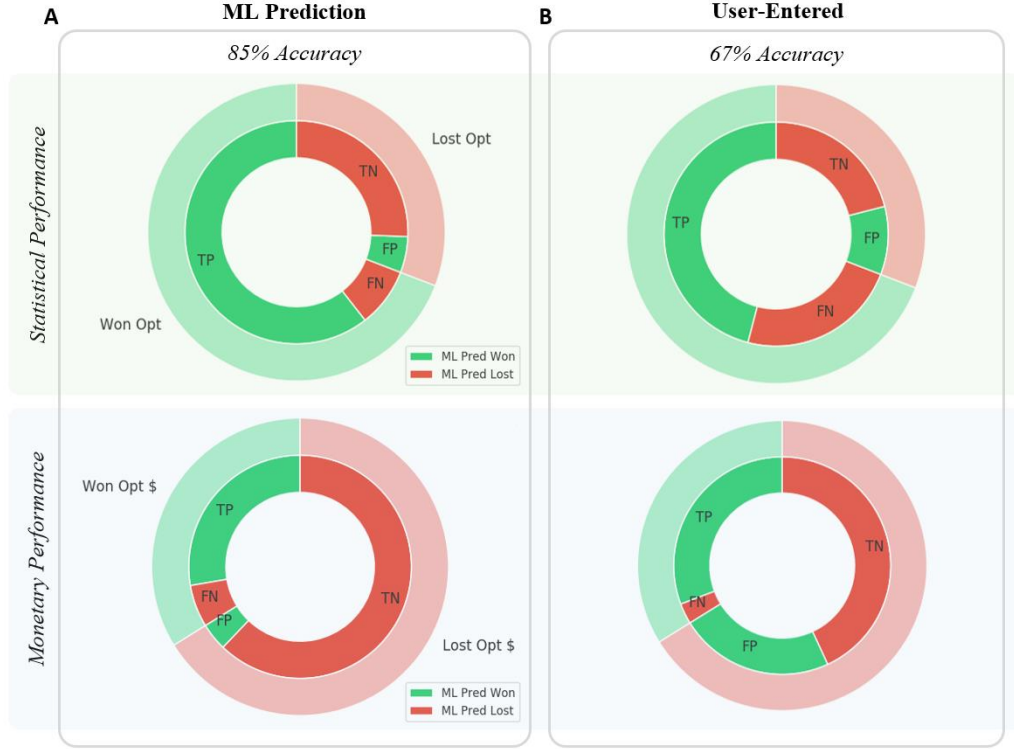 A
ML Prediction
B
User-Entered
85% Accuracy
67% Accuracy
Statistical Performance
Lost Opt
TN
FP
FN
TP
Won Opt
ML Pred Won
ML Pred Lost
TN
FP
FN
TP
Monetary Performance
Won Opt $
TP
FN
FP
TN
Lost Opt $
ML Pred Won
ML Pred Lost
TP
FN
FP
TN